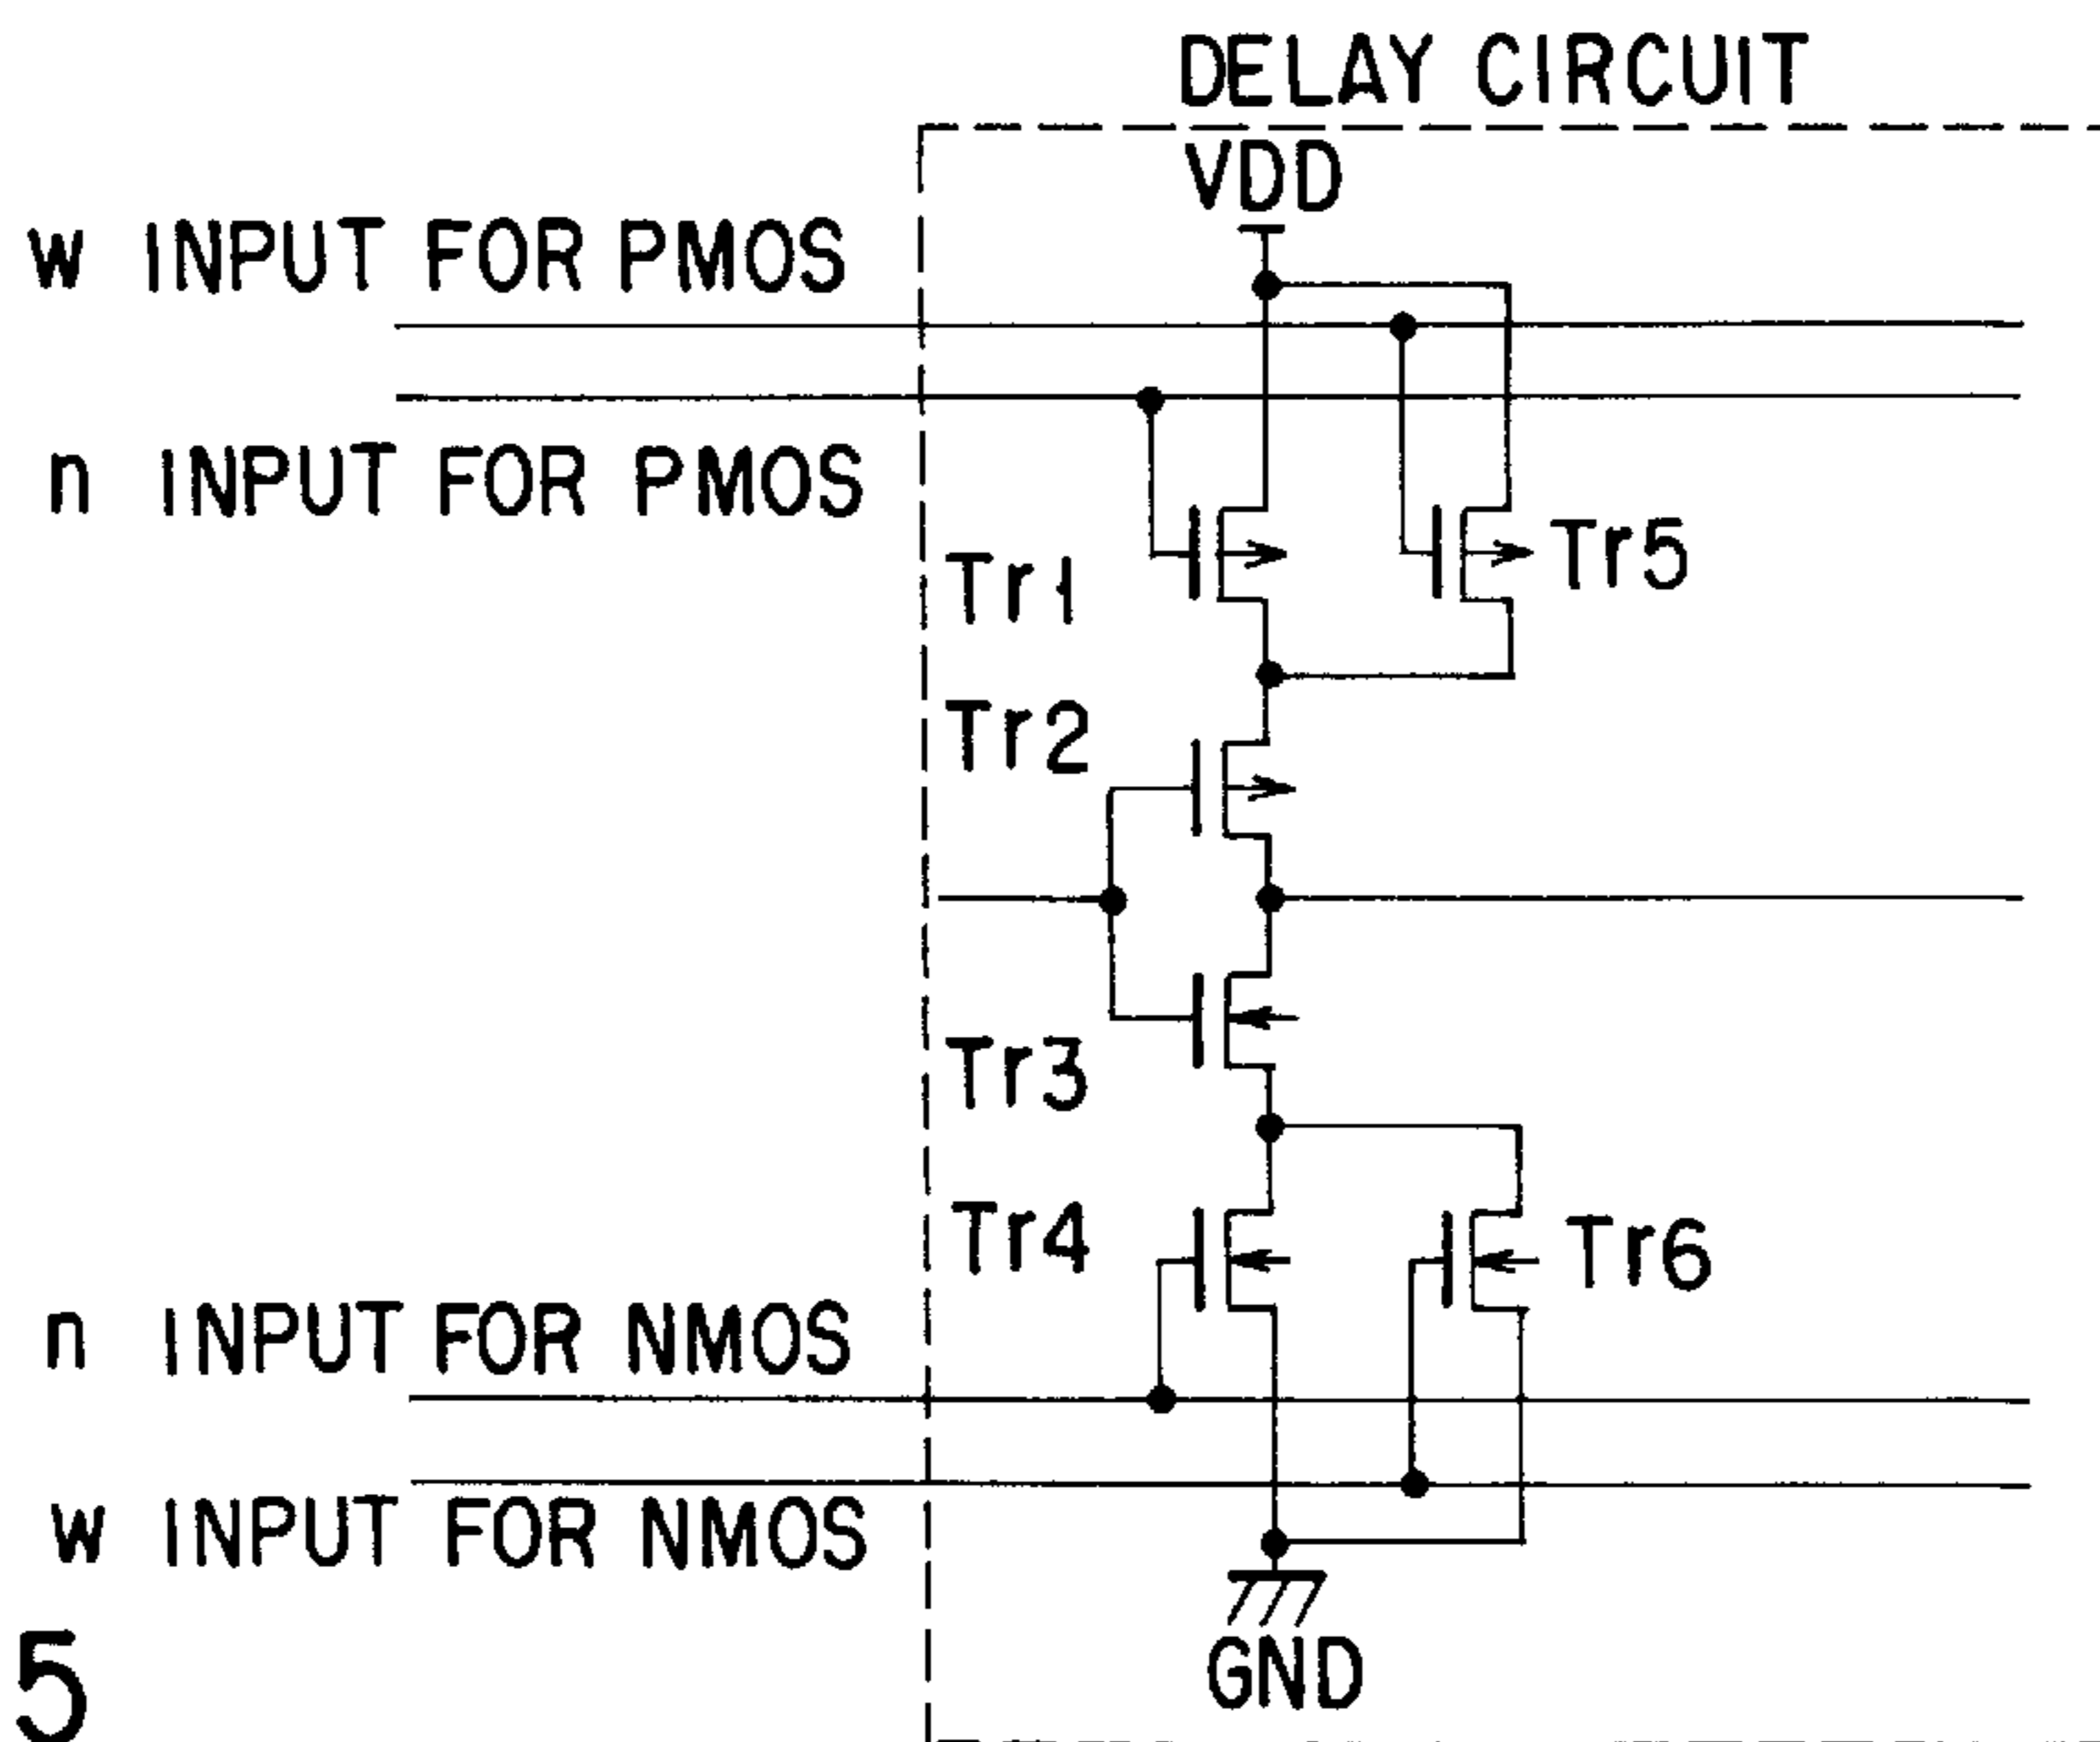 DELAY CIRCUIT
VDD
w INPUT FOR PMOS
n INPUT FOR PMOS
Tr1
Tr5
Tr2
Tr3
Tr4
Tr6
n INPUT FOR NMOS
w INPUT FOR NMOS
GND
5